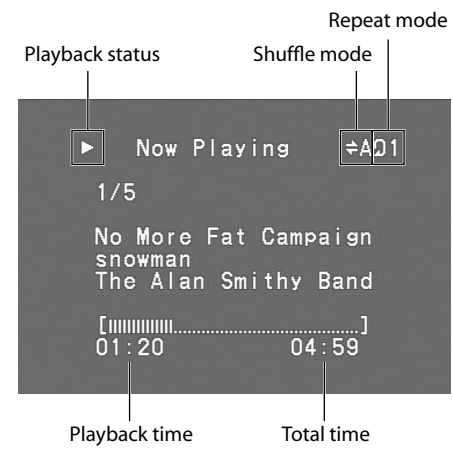 Repeat mode
Playback status
Shuffle mode
► Now Playing ⇌A 1
1/5
No More Fat Campaign
snowman
The Alan Smithy Band
[IIIIIIIIIIIII.....................................]
01:20 04:59
Playback time
Total time